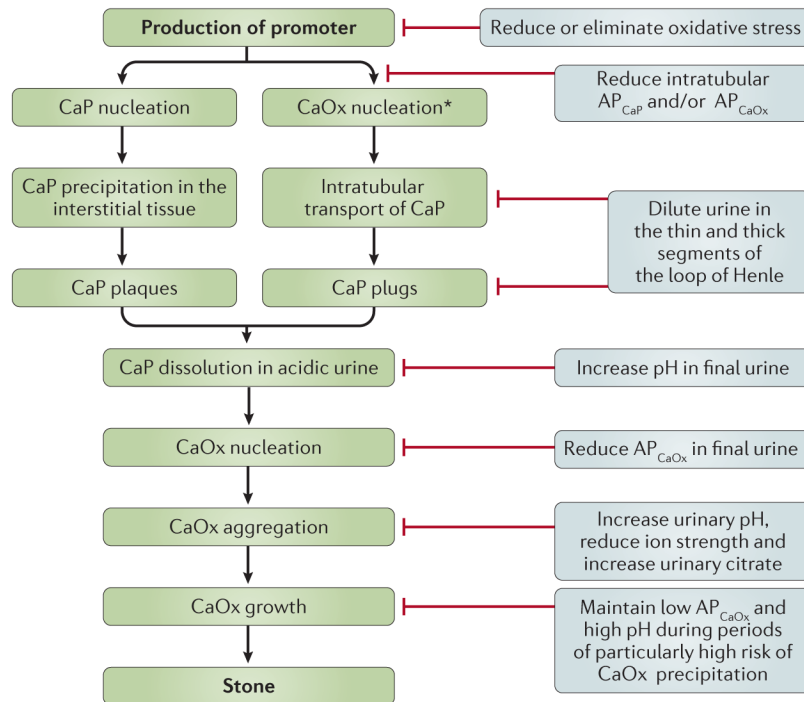 Production of promoter
Reduce or eliminate oxidative stress
Reduce intratubular
AP_CaP and/or AP_CaOx
CaP nucleation
CaOx nucleation*
CaP precipitation in the
interstitial tissue
Intratubular
transport of CaP
Dilute urine in
the thin and thick
segments of
the loop of Henle
CaP plaques
CaP plugs
CaP dissolution in acidic urine
Increase pH in final urine
CaOx nucleation
Reduce AP_CaOx in final urine
CaOx aggregation
Increase urinary pH,
reduce ion strength and
increase urinary citrate
CaOx growth
Maintain low AP_CaOx and
high pH during periods
of particularly high risk of
CaOx precipitation
Stone